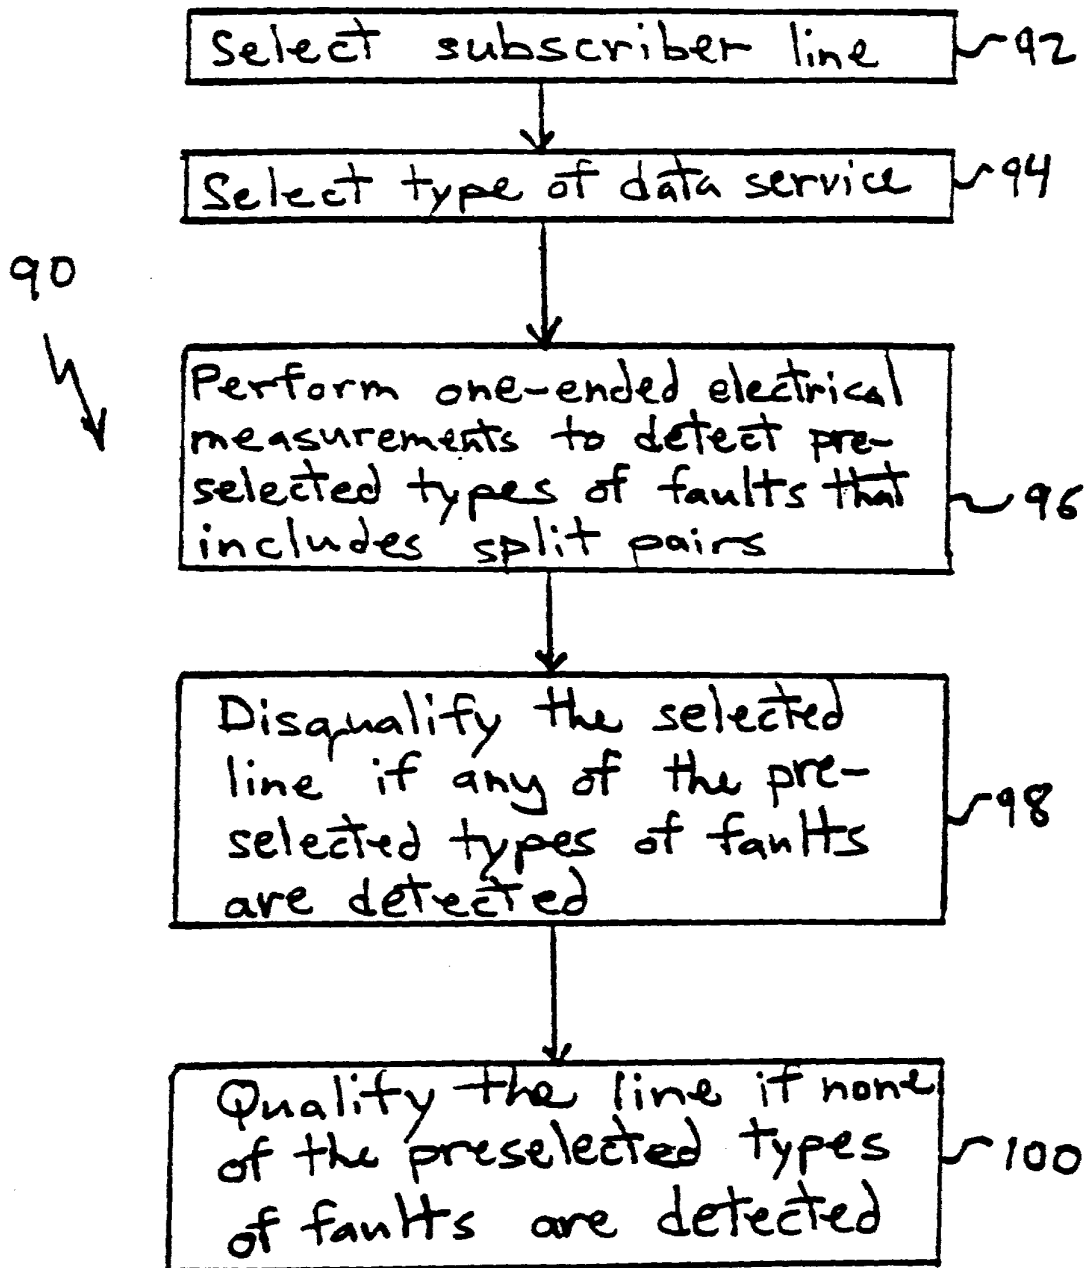 Select subscriber line
92
Select type of data service
94
90
Perform one-ended electrical
measurements to detect pre-
selected types of faults that
includes split pairs
96
Disqualify the selected
line if any of the pre-
selected types of faults
are detected
98
Qualify the line if none
of the preselected types
of faults are detected
100